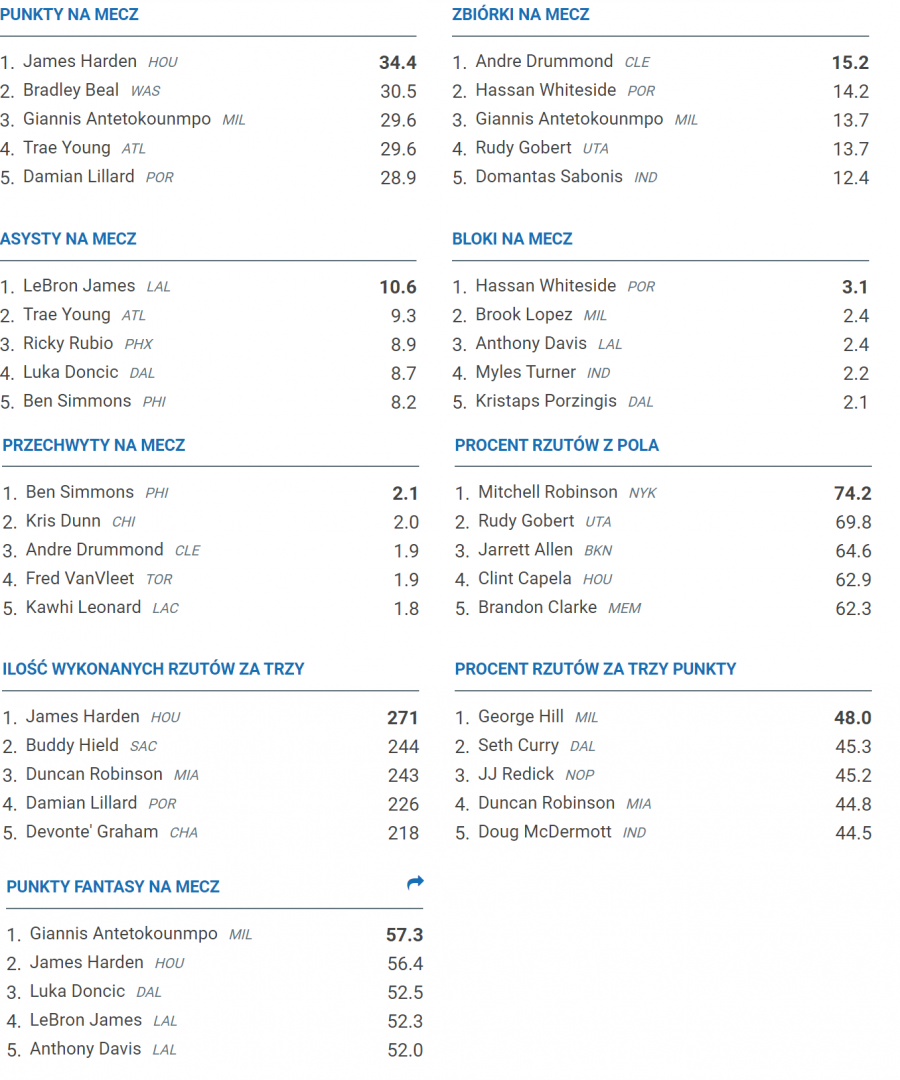 PUNKTY NA MECZ
1. James Harden HOU 34.4
2. Bradley Beal WAS 30.5
3. Giannis Antetokounmpo MIL 29.6
4. Trae Young ATL 29.6
5. Damian Lillard POR 28.9
ZBIÓRKI NA MECZ
1. Andre Drummond CLE 15.2
2. Hassan Whiteside POR 14.2
3. Giannis Antetokounmpo MIL 13.7
4. Rudy Gobert UTA 13.7
5. Domantas Sabonis IND 12.4
ASYSTY NA MECZ
1. LeBron James LAL 10.6
2. Trae Young ATL 9.3
3. Ricky Rubio PHX 8.9
4. Luka Doncic DAL 8.7
5. Ben Simmons PHI 8.2
BLOKI NA MECZ
1. Hassan Whiteside POR 3.1
2. Brook Lopez MIL 2.4
3. Anthony Davis LAL 2.4
4. Myles Turner IND 2.2
5. Kristaps Porzingis DAL 2.1
PRZECHWYTY NA MECZ
1. Ben Simmons PHI 2.1
2. Kris Dunn CHI 2.0
3. Andre Drummond CLE 1.9
4. Fred VanVleet TOR 1.9
5. Kawhi Leonard LAC 1.8
PROCENT RZUTÓW Z POLA
1. Mitchell Robinson NYK 74.2
2. Rudy Gobert UTA 69.8
3. Jarrett Allen BKN 64.6
4. Clint Capela HOU 62.9
5. Brandon Clarke MEM 62.3
ILOŚĆ WYKONANYCH RZUTÓW ZA TRZY
1. James Harden HOU 271
2. Buddy Hield SAC 244
3. Duncan Robinson MIA 243
4. Damian Lillard POR 226
5. Devonte' Graham CHA 218
PROCENT RZUTÓW ZA TRZY PUNKTY
1. George Hill MIL 48.0
2. Seth Curry DAL 45.3
3. JJ Redick NOP 45.2
4. Duncan Robinson MIA 44.8
5. Doug McDermott IND 44.5
PUNKTY FANTASY NA MECZ
1. Giannis Antetokounmpo MIL 57.3
2. James Harden HOU 56.4
3. Luka Doncic DAL 52.5
4. LeBron James LAL 52.3
5. Anthony Davis LAL 52.0